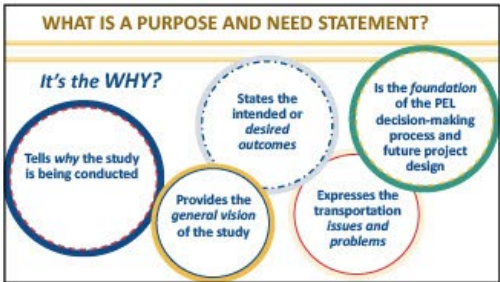 WHAT IS A PURPOSE AND NEED STATEMENT?
It's the WHY?
Tells why the study
is being conducted
Provides the
general vision
of the study
States the
intended or
desired
outcomes
Expresses the
transportation
issues and
problems
Is the foundation
of the PEL
decision-making
process and
future project
design